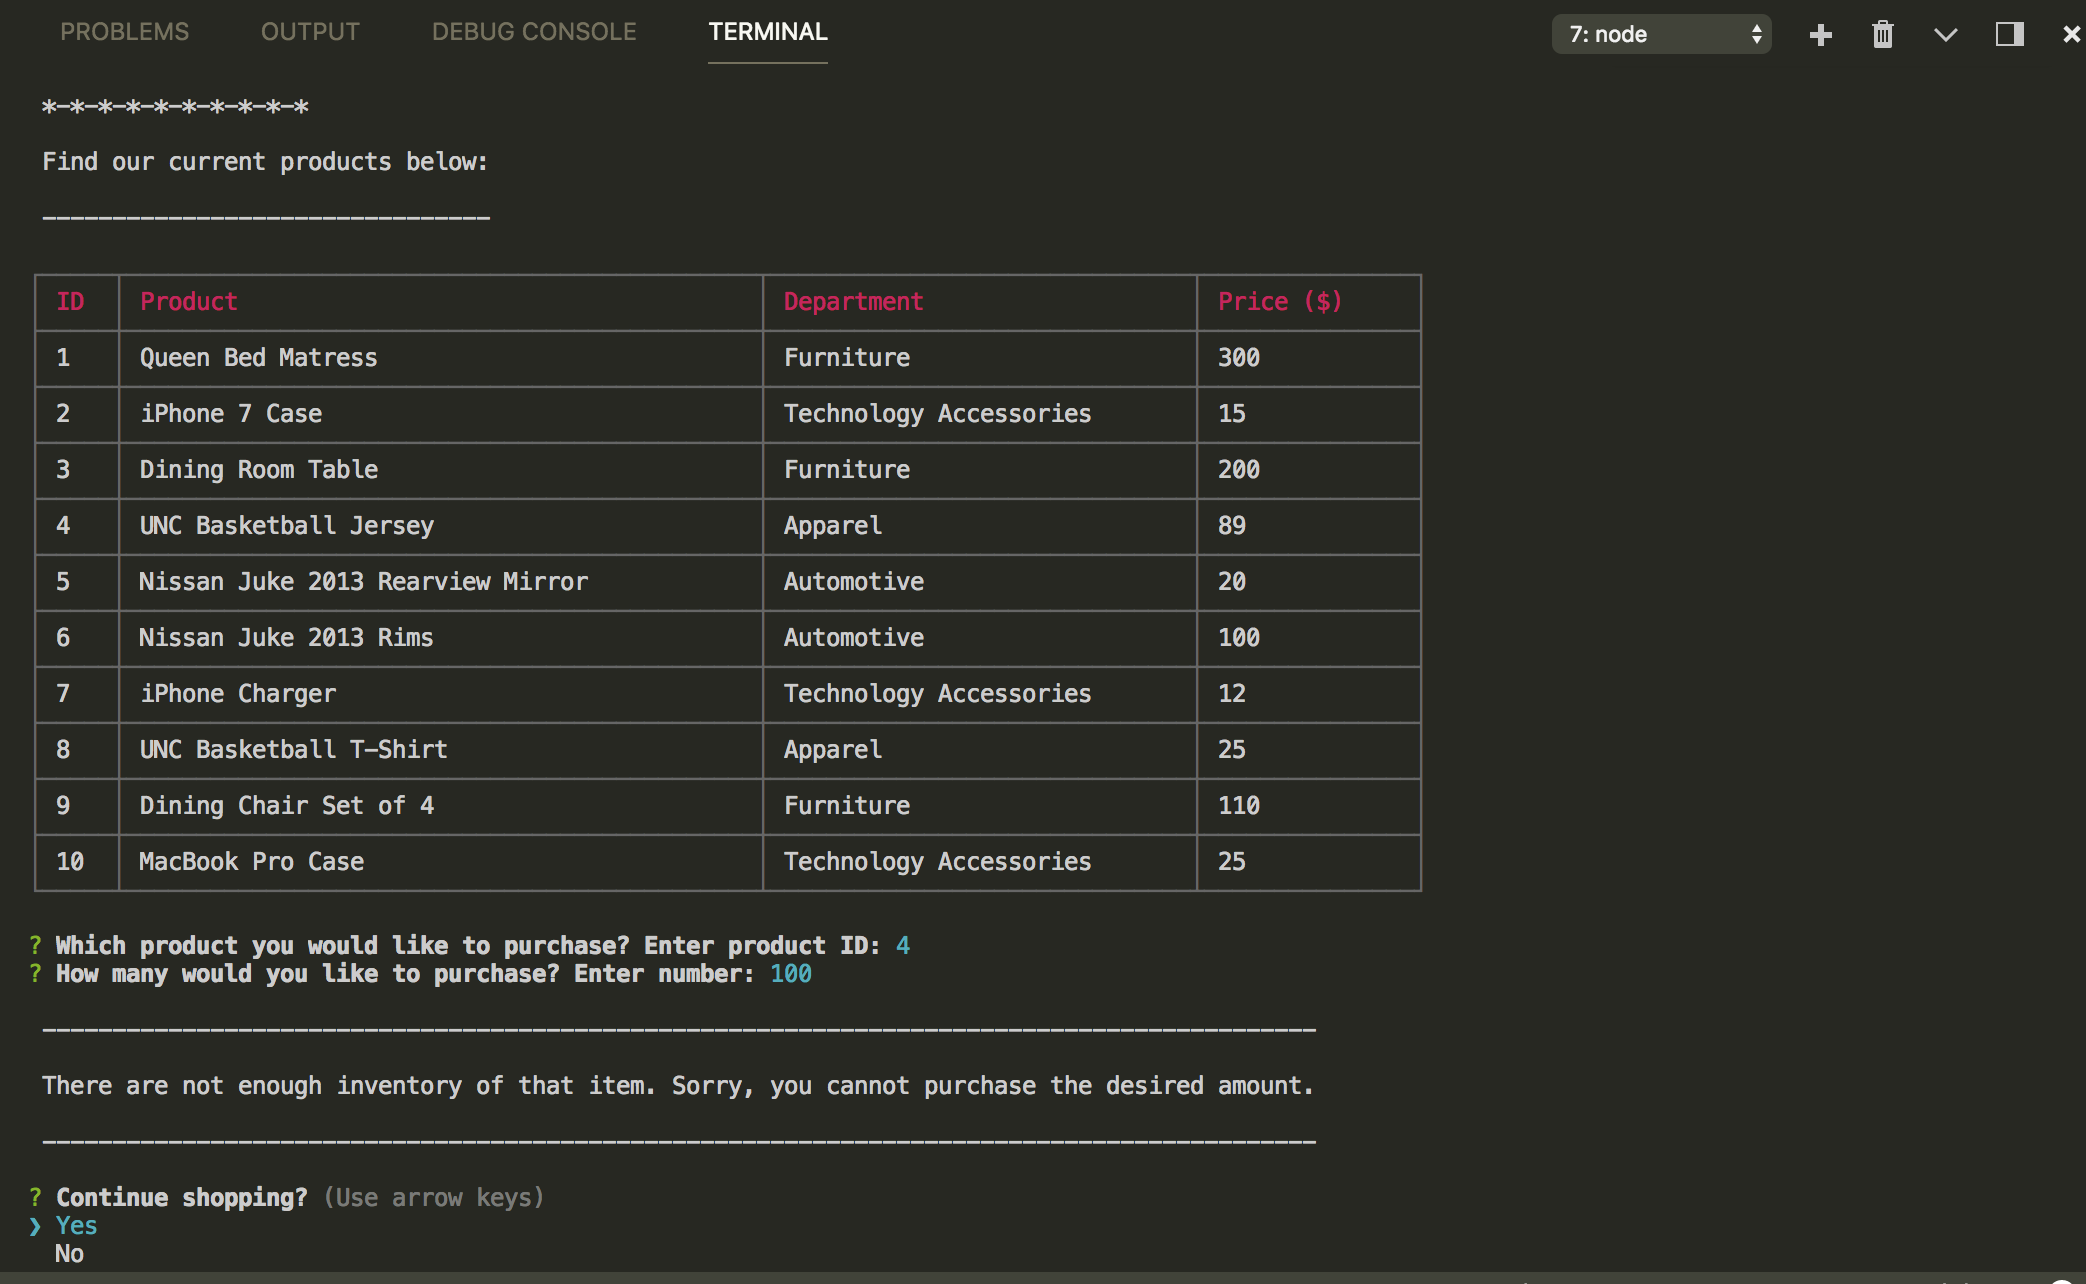 PROBLEMS OUTPUT DEBUG CONSOLE TERMINAL 7: node
*-*-*-*-*-*-*-*-*-*
Find our current products below:
--------------------------------
ID Product Department Price ($)
1 Queen Bed Matress Furniture 300
2 iPhone 7 Case Technology Accessories 15
3 Dining Room Table Furniture 200
4 UNC Basketball Jersey Apparel 89
5 Nissan Juke 2013 Rearview Mirror Automotive 20
6 Nissan Juke 2013 Rims Automotive 100
7 iPhone Charger Technology Accessories 12
8 UNC Basketball T-Shirt Apparel 25
9 Dining Chair Set of 4 Furniture 110
10 MacBook Pro Case Technology Accessories 25
? Which product you would like to purchase? Enter product ID: 4
? How many would you like to purchase? Enter number: 100
-------------------------------------------------------------------------------------------
There are not enough inventory of that item. Sorry, you cannot purchase the desired amount.
-------------------------------------------------------------------------------------------
? Continue shopping? (Use arrow keys)
❯ Yes
No